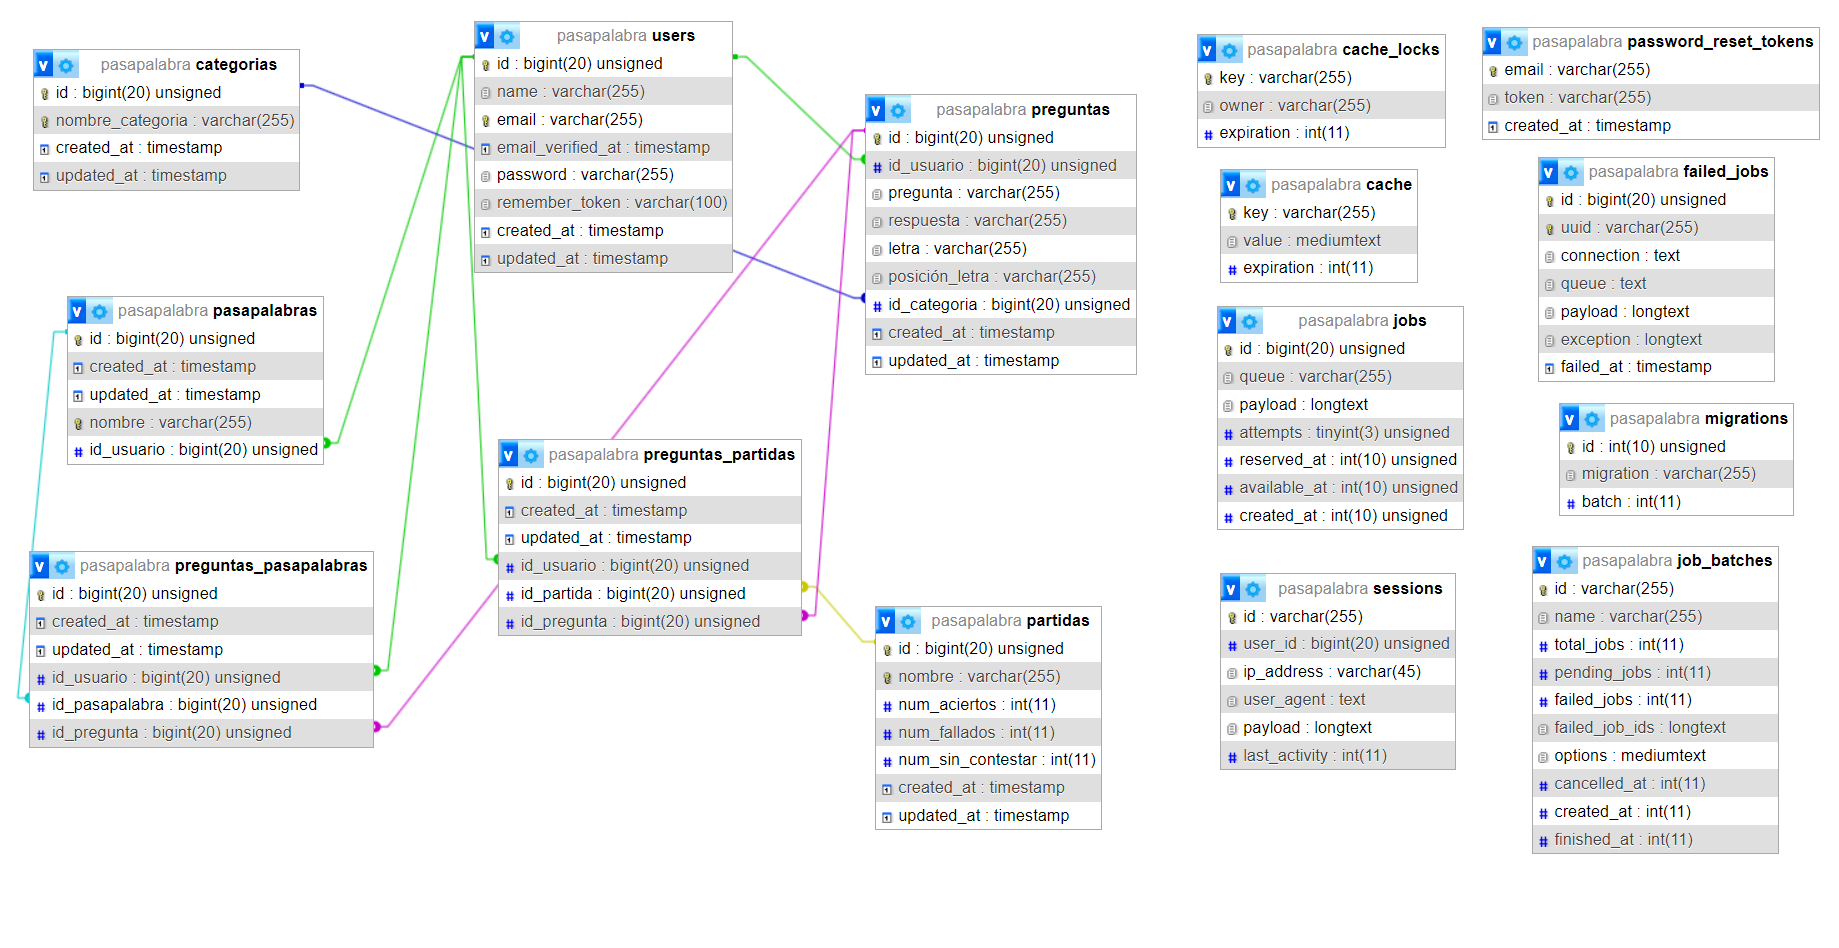 pasapalabra categorias
id : bigint(20) unsigned
nombre_categoria : varchar(255)
created_at : timestamp
updated_at : timestamp
pasapalabra users
id : bigint(20) unsigned
name : varchar(255)
email : varchar(255)
email_verified_at : timestamp
password : varchar(255)
remember_token : varchar(100)
created_at : timestamp
updated_at : timestamp
pasapalabra preguntas
id : bigint(20) unsigned
id_usuario : bigint(20) unsigned
pregunta : varchar(255)
respuesta : varchar(255)
letra : varchar(255)
posición_letra : varchar(255)
id_categoria : bigint(20) unsigned
created_at : timestamp
updated_at : timestamp
pasapalabra pasapalabras
id : bigint(20) unsigned
created_at : timestamp
updated_at : timestamp
nombre : varchar(255)
id_usuario : bigint(20) unsigned
pasapalabra preguntas_partidas
id : bigint(20) unsigned
created_at : timestamp
updated_at : timestamp
id_usuario : bigint(20) unsigned
id_partida : bigint(20) unsigned
id_pregunta : bigint(20) unsigned
pasapalabra preguntas_pasapalabras
id : bigint(20) unsigned
created_at : timestamp
updated_at : timestamp
id_usuario : bigint(20) unsigned
id_pasapalabra : bigint(20) unsigned
id_pregunta : bigint(20) unsigned
pasapalabra partidas
id : bigint(20) unsigned
nombre : varchar(255)
num_aciertos : int(11)
num_fallados : int(11)
num_sin_contestar : int(11)
created_at : timestamp
updated_at : timestamp
pasapalabra cache_locks
key : varchar(255)
owner : varchar(255)
expiration : int(11)
pasapalabra cache
key : varchar(255)
value : mediumtext
expiration : int(11)
pasapalabra jobs
id : bigint(20) unsigned
queue : varchar(255)
payload : longtext
attempts : tinyint(3) unsigned
reserved_at : int(10) unsigned
available_at : int(10) unsigned
created_at : int(10) unsigned
pasapalabra sessions
id : varchar(255)
user_id : bigint(20) unsigned
ip_address : varchar(45)
user_agent : text
payload : longtext
last_activity : int(11)
pasapalabra password_reset_tokens
email : varchar(255)
token : varchar(255)
created_at : timestamp
pasapalabra failed_jobs
id : bigint(20) unsigned
uuid : varchar(255)
connection : text
queue : text
payload : longtext
exception : longtext
failed_at : timestamp
pasapalabra migrations
id : int(10) unsigned
migration : varchar(255)
batch : int(11)
pasapalabra job_batches
id : varchar(255)
name : varchar(255)
total_jobs : int(11)
pending_jobs : int(11)
failed_jobs : int(11)
failed_job_ids : longtext
options : mediumtext
cancelled_at : int(11)
created_at : int(11)
finished_at : int(11)